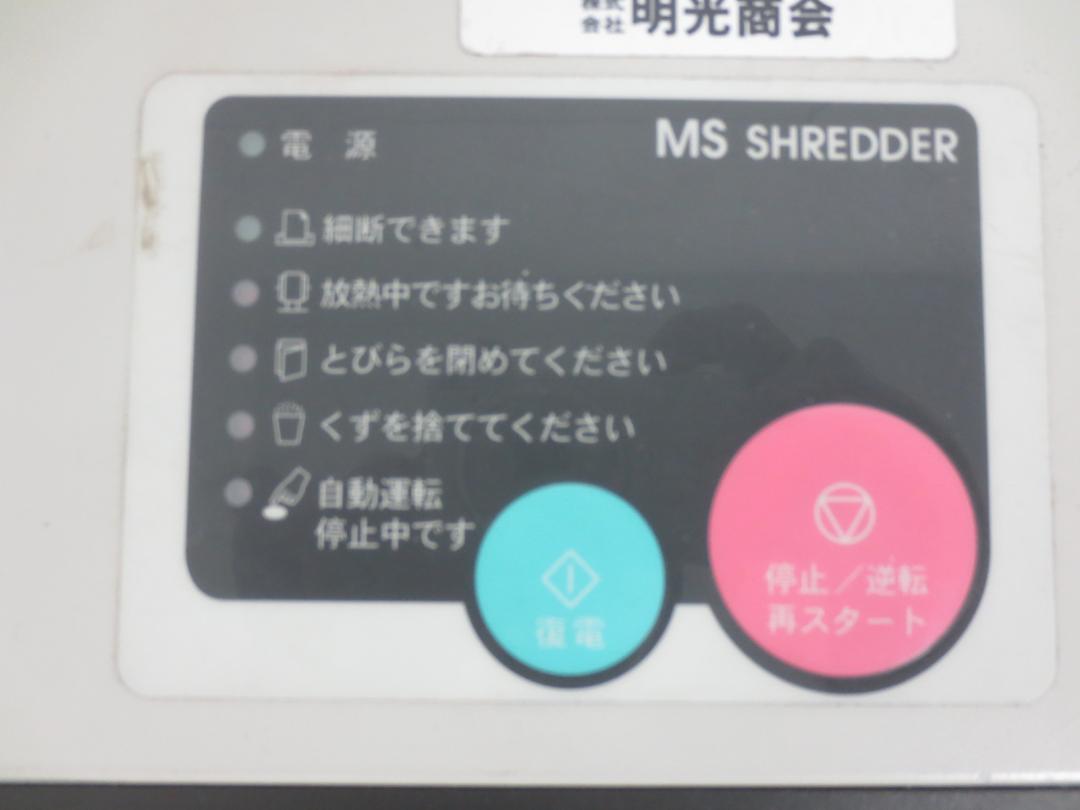 株式
会社 明光商会
電 源
MS SHREDDER
細断できます
放熱中ですお待ちください
とびらを閉めてください
くずを捨ててください
自動運転
停止中です
復電
停止／逆転
再スタート